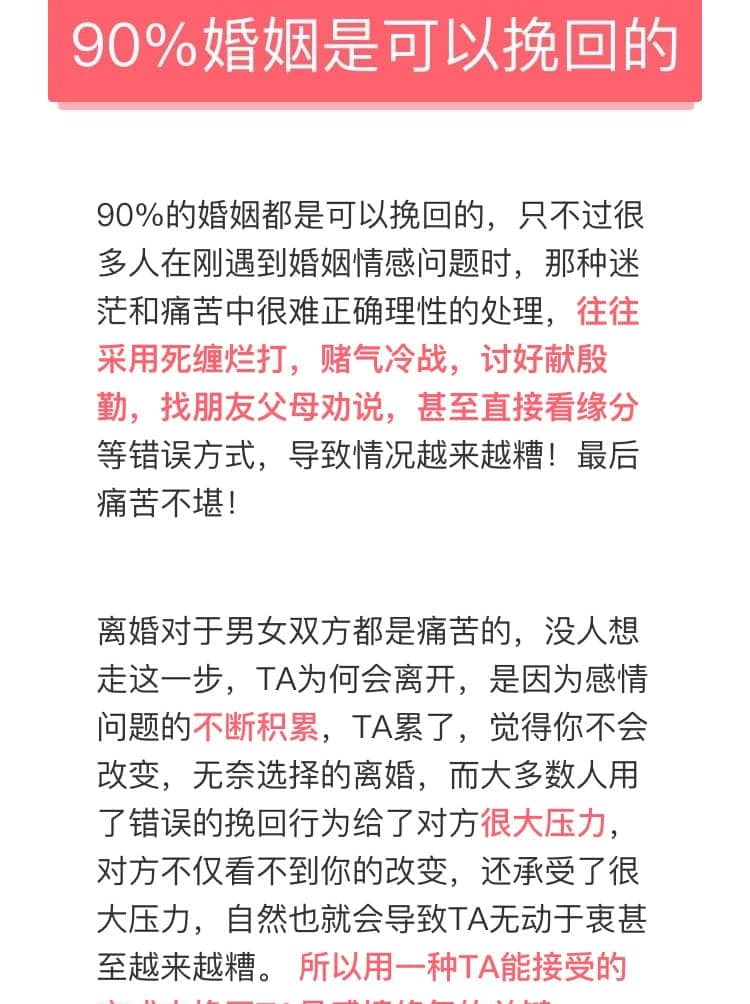 90%婚姻是可以挽回的
90%的婚姻都是可以挽回的，只不过很
多人在刚遇到婚姻情感问题时，那种迷
茫和痛苦中很难正确理性的处理，往往
采用死缠烂打，赌气冷战，讨好献殷
勤，找朋友父母劝说，甚至直接看缘分
等错误方式，导致情况越来越糟！最后
痛苦不堪！
离婚对于男女双方都是痛苦的，没人想
走这一步，TA为何会离开，是因为感情
问题的不断积累，TA累了，觉得你不会
改变，无奈选择的离婚，而大多数人用
了错误的挽回行为给了对方很大压力，
对方不仅看不到你的改变，还承受了很
大压力，自然也就会导致TA无动于衷甚
至越来越糟。 所以用一种TA能接受的